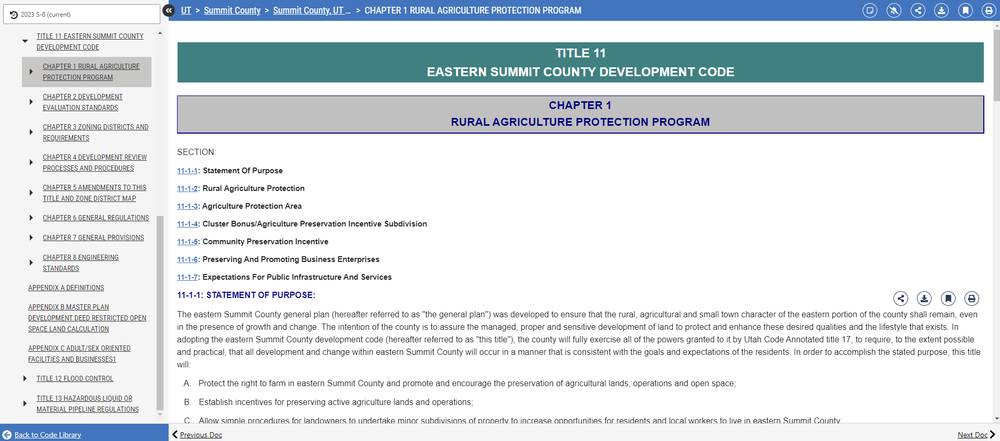 2023 S-8 (current)
UT > Summit County > Summit County, UT ... > CHAPTER 1 RURAL AGRICULTURE PROTECTION PROGRAM
TITLE 11 EASTERN SUMMIT COUNTY
DEVELOPMENT CODE
CHAPTER 1 RURAL AGRICULTURE
PROTECTION PROGRAM
CHAPTER 2 DEVELOPMENT
EVALUATION STANDARDS
CHAPTER 3 ZONING DISTRICTS AND
REQUIREMENTS
CHAPTER 4 DEVELOPMENT REVIEW
PROCESSES AND PROCEDURES
CHAPTER 5 AMENDMENTS TO THIS
TITLE AND ZONE DISTRICT MAP
CHAPTER 6 GENERAL REGULATIONS
CHAPTER 7 GENERAL PROVISIONS
CHAPTER 8 ENGINEERING
STANDARDS
APPENDIX A DEFINITIONS
APPENDIX B MASTER PLAN
DEVELOPMENT DEED RESTRICTED OPEN
SPACE LAND CALCULATION
APPENDIX C ADULT/SEX ORIENTED
FACILITIES AND BUSINESSES1
TITLE 12 FLOOD CONTROL
TITLE 13 HAZARDOUS LIQUID OR
MATERIAL PIPELINE REGULATIONS
Back to Code Library
TITLE 11
EASTERN SUMMIT COUNTY DEVELOPMENT CODE
CHAPTER 1
RURAL AGRICULTURE PROTECTION PROGRAM
SECTION:
11-1-1: Statement Of Purpose
11-1-2: Rural Agriculture Protection
11-1-3: Agriculture Protection Area
11-1-4: Cluster Bonus/Agriculture Preservation Incentive Subdivision
11-1-5: Community Preservation Incentive
11-1-6: Preserving And Promoting Business Enterprises
11-1-7: Expectations For Public Infrastructure And Services
11-1-1: STATEMENT OF PURPOSE:
The eastern Summit County general plan (hereafter referred to as "the general plan") was developed to ensure that the rural, agricultural and small town character of the eastern portion of the county shall remain, even
in the presence of growth and change. The intention of the county is to assure the managed, proper and sensitive development of land to protect and enhance these desired qualities and the lifestyle that exists. In
adopting the eastern Summit County development code (hereafter referred to as "this title"), the county will fully exercise all of the powers granted to it by Utah Code Annotated title 17, to require, to the extent possible
and practical, that all development and change within eastern Summit County will occur in a manner that is consistent with the goals and expectations of the residents. In order to accomplish the stated purpose, this title
will:
A. Protect the right to farm in eastern Summit County and promote and encourage the preservation of agricultural lands, operations and open space;
B. Establish incentives for preserving active agriculture lands and operations;
C. Allow simple procedures for landowners to undertake minor subdivisions of property to increase opportunities for residents and local workers to live in eastern Summit County;
Previous Doc
Next Doc